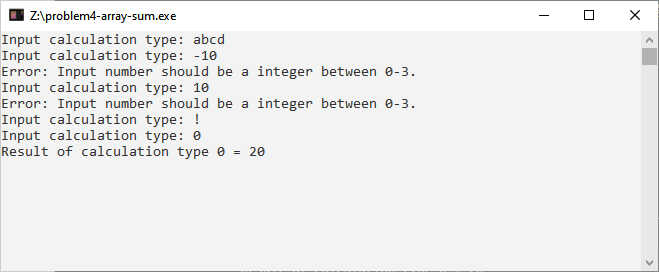 Z:\problem4-array-sum.exe
Input calculation type: abcd
Input calculation type: -10
Error: Input number should be a integer between 0-3.
Input calculation type: 10
Error: Input number should be a integer between 0-3.
Input calculation type: !
Input calculation type: 0
Result of calculation type 0 = 20